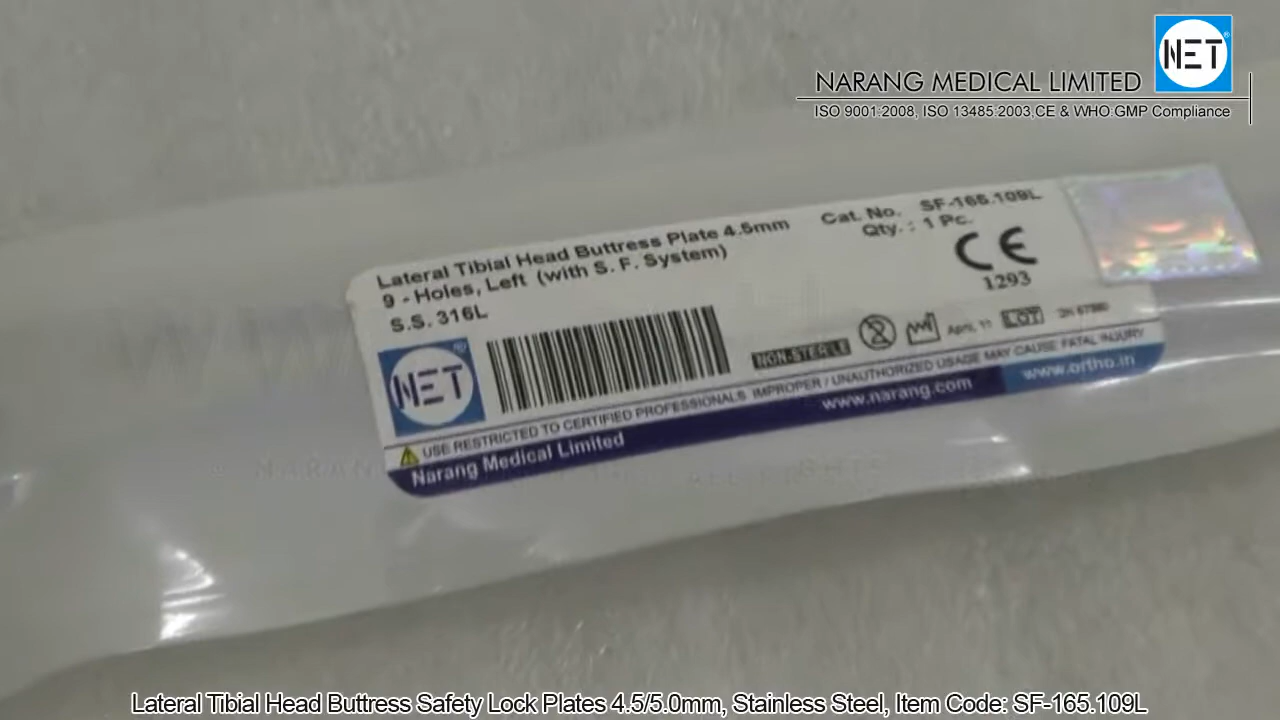 NET
NARANG MEDICAL LIMITED
ISO 9001:2008, ISO 13485:2003,CE & WHO:GMP Compliance
Lateral Tibial Head Buttress Plate 4.5mm
9 - Holes, Left (with S. F. System)
S.S. 316L
Cat. No. SF-165.109L
Qty. : 1 Pc.
CE
1293
NET
NON-STERILE
April, 11
LOT
USE RESTRICTED TO CERTIFIED PROFESSIONALS IMPROPER / UNAUTHORIZED USAGE MAY CAUSE FATAL INJURY
Narang Medical Limited www.narang.com www.ortho.in
Lateral Tibial Head Buttress Safety Lock Plates 4.5/5.0mm, Stainless Steel, Item Code: SF-165.109L